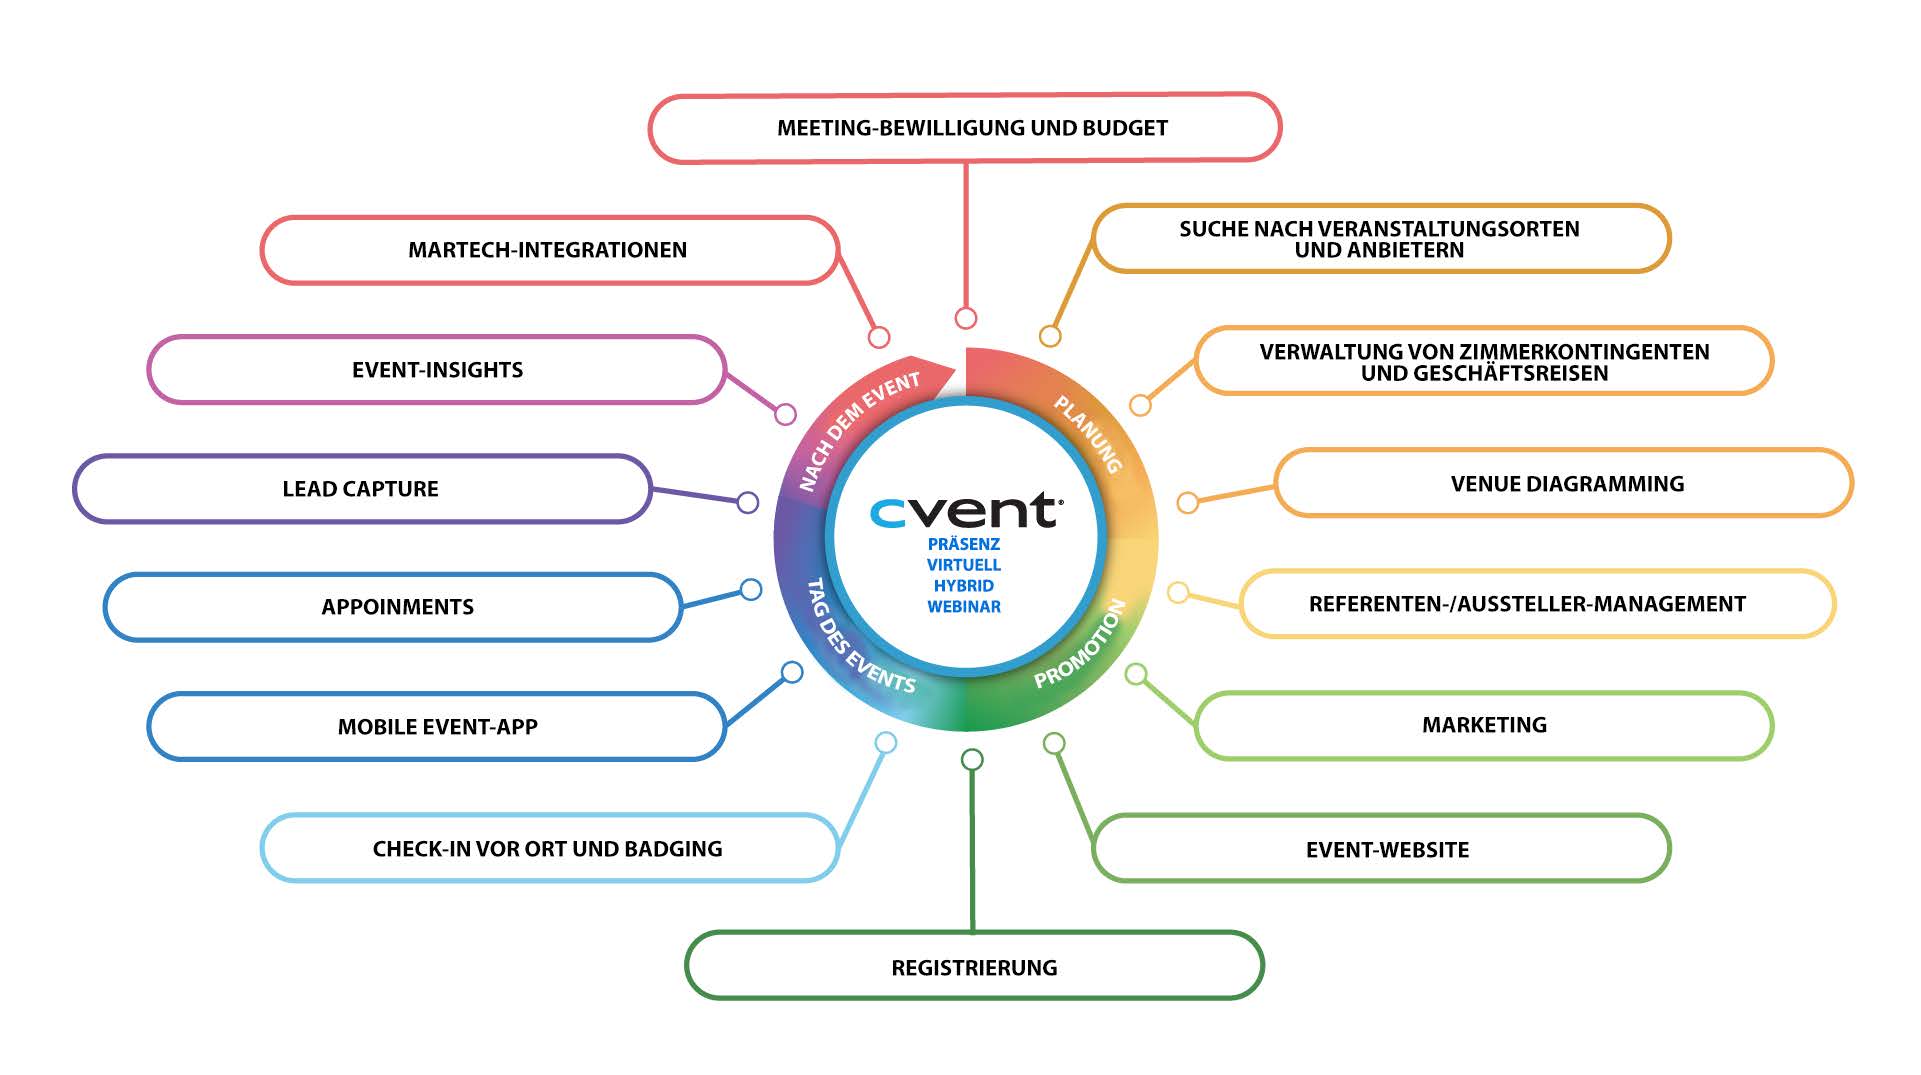 MEETING-BEWILLIGUNG UND BUDGET
SUCHE NACH VERANSTALTUNGSORTEN
UND ANBIETERN
VERWALTUNG VON ZIMMERKONTINGENTEN
UND GESCHÄFTSREISEN
VENUE DIAGRAMMING
REFERENTEN-/AUSSTELLER-MANAGEMENT
MARKETING
EVENT-WEBSITE
REGISTRIERUNG
CHECK-IN VOR ORT UND BADGING
MOBILE EVENT-APP
APPOINMENTS
LEAD CAPTURE
EVENT-INSIGHTS
MARTECH-INTEGRATIONEN
PLANUNG
PROMOTION
TAG DES EVENTS
NACH DEM EVENT
cvent®
PRÄSENZ
VIRTUELL
HYBRID
WEBINAR